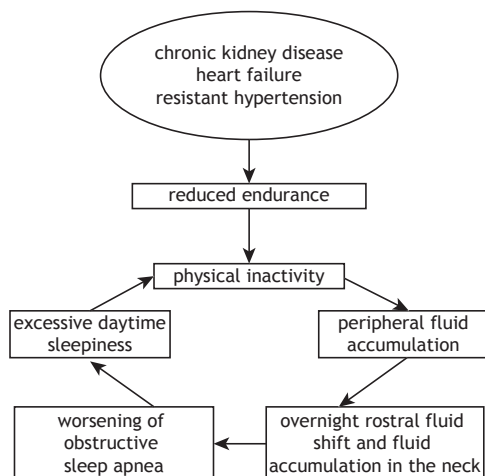 chronic kidney disease
heart failure
resistant hypertension
reduced endurance
physical inactivity
excessive daytime
sleepiness
peripheral fluid
accumulation
worsening of
obstructive
sleep apnea
overnight rostral fluid
shift and fluid
accumulation in the neck